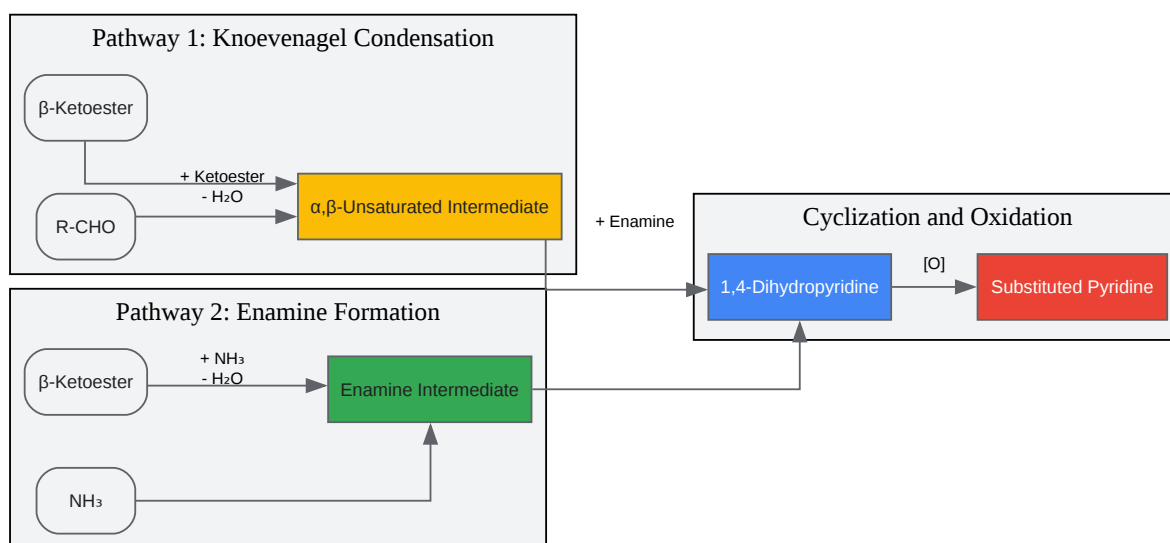 Pathway 1: Knoevenagel Condensation
β-Ketoester
+ Ketoester
- H₂O
α,β-Unsaturated Intermediate
R-CHO
+ Enamine
Cyclization and Oxidation
1,4-Dihydropyridine
[O]
Substituted Pyridine
Pathway 2: Enamine Formation
β-Ketoester
+ NH₃
- H₂O
Enamine Intermediate
NH₃